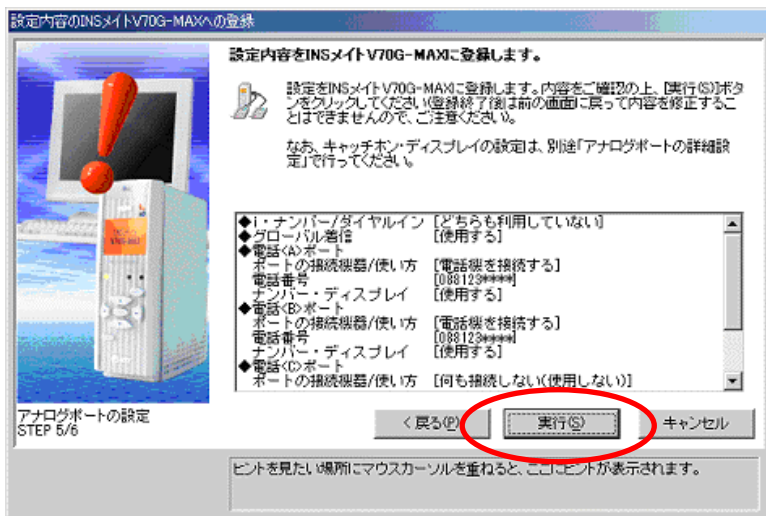 設定内容のINSメイトV70G-MAXへの登録
設定内容をINSメイトV70G-MAXに登録します。
設定をINSメイトV70G-MAXに登録します。内容をご確認の上、[実行(S)]ボタ
ンをクリックしてください(登録終了後は前の画面に戻って内容を修正するこ
とはできませんので、ご注意ください)。
なお、キャッチホン・ディスプレイの設定は、別途「アナログポートの詳細設
定」で行ってください。
◆i・ナンバー/ダイヤルイン [どちらも利用していない]
◆グローバル着信 [使用する]
◆電話<A>ポート
ポートの接続機器/使い方 [電話機を接続する]
電話番号 [088123****]
ナンバー・ディスプレイ [使用する]
◆電話<B>ポート
ポートの接続機器/使い方 [電話機を接続する]
電話番号 [088123****]
ナンバー・ディスプレイ [使用する]
◆電話<C>ポート
ポートの接続機器/使い方 [何も接続しない(使用しない)]
アナログポートの設定
STEP 5/6
< 戻る(P)
実行(S)
キャンセル
ヒントを見たい場所にマウスカーソルを重ねると、ここにヒントが表示されます。